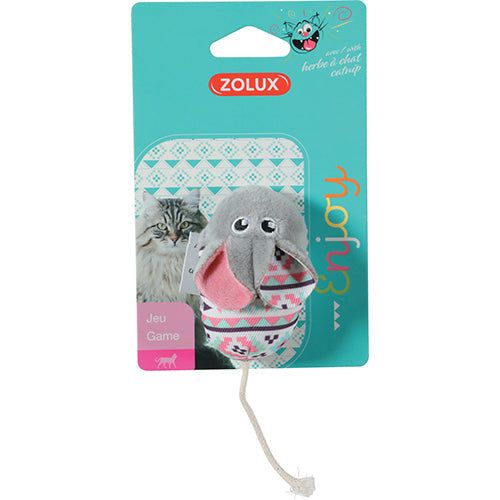 avec / with
herbe à chat
catnip
ZOLUX
Enjoy
Jeu
Game